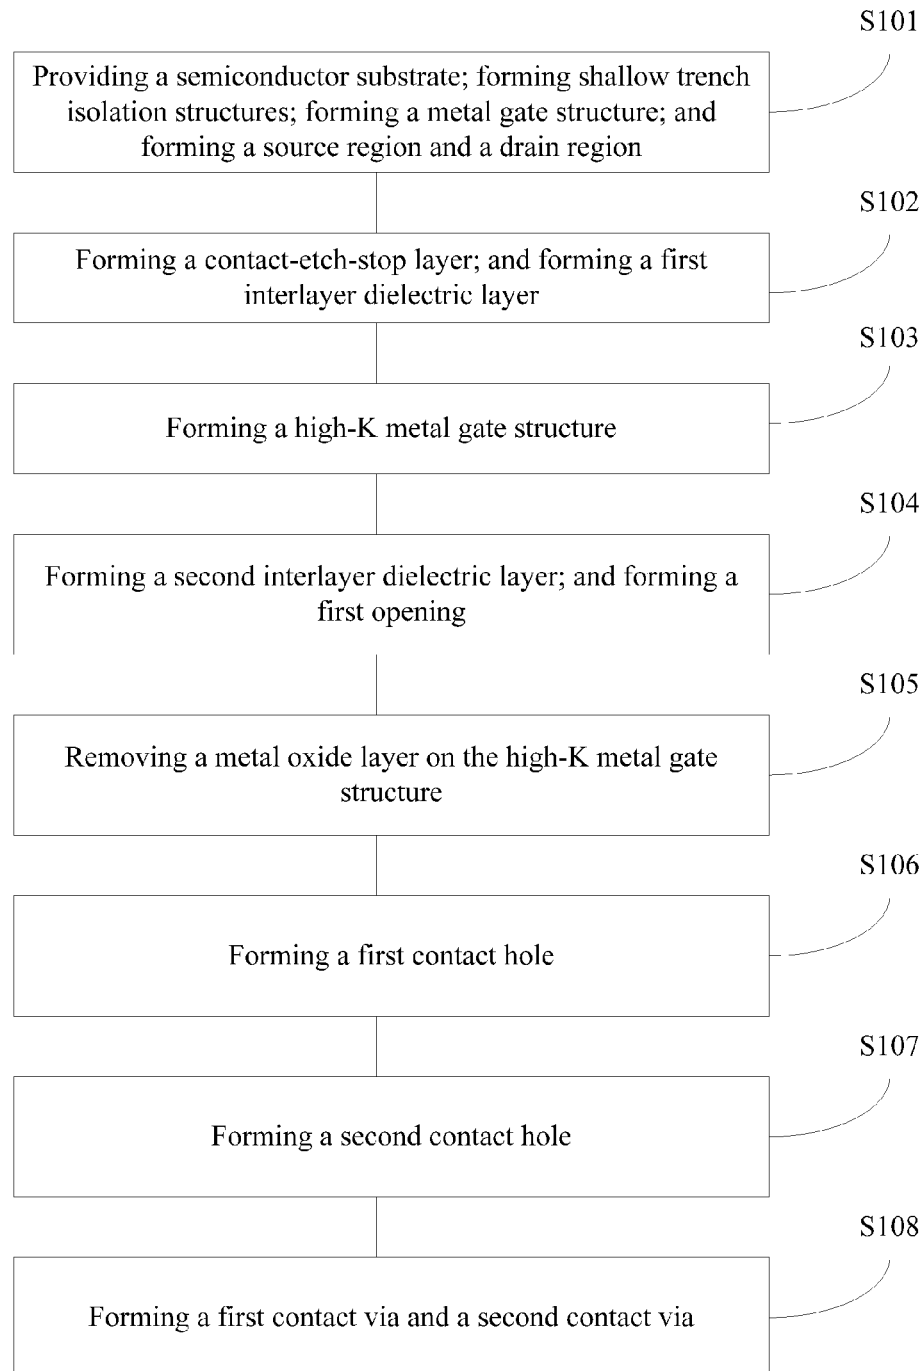 S101
Providing a semiconductor substrate; forming shallow trench
isolation structures; forming a metal gate structure; and
forming a source region and a drain region
S102
Forming a contact-etch-stop layer; and forming a first
interlayer dielectric layer
S103
Forming a high-K metal gate structure
S104
Forming a second interlayer dielectric layer; and forming a
first opening
S105
Removing a metal oxide layer on the high-K metal gate
structure
S106
Forming a first contact hole
S107
Forming a second contact hole
S108
Forming a first contact via and a second contact via